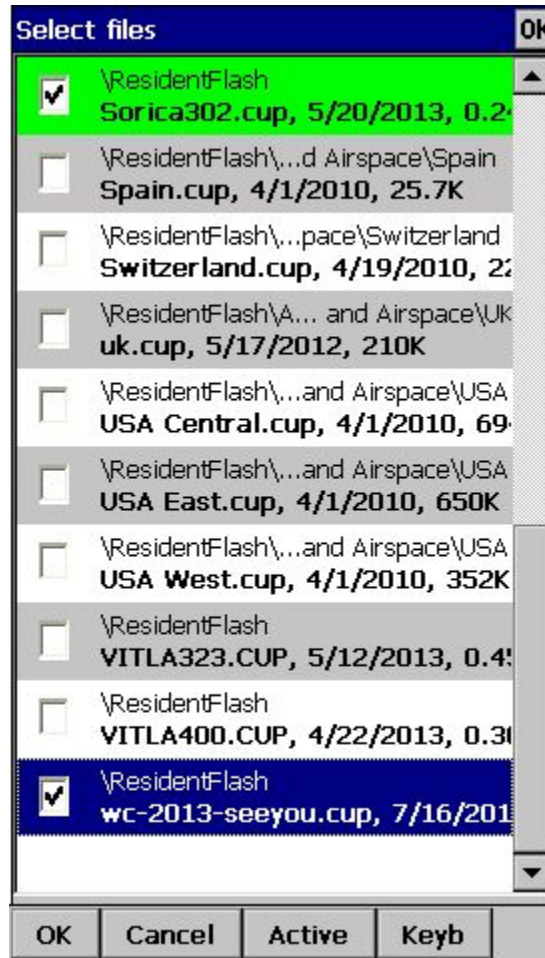 Select files
OK
\ResidentFlash
Sorica302.cup, 5/20/2013, 0.2
\ResidentFlash\...d Airspace\Spain
Spain.cup, 4/1/2010, 25.7K
\ResidentFlash\...pace\Switzerland
Switzerland.cup, 4/19/2010, 22
\ResidentFlash\A... and Airspace\UK
uk.cup, 5/17/2012, 210K
\ResidentFlash\...and Airspace\USA
USA Central.cup, 4/1/2010, 69
\ResidentFlash\...and Airspace\USA
USA East.cup, 4/1/2010, 650K
\ResidentFlash\...and Airspace\USA
USA West.cup, 4/1/2010, 352K
\ResidentFlash
VITLA323.CUP, 5/12/2013, 0.4
\ResidentFlash
VITLA400.CUP, 4/22/2013, 0.3
\ResidentFlash
wc-2013-seeyou.cup, 7/16/201
OK Cancel Active Keyb